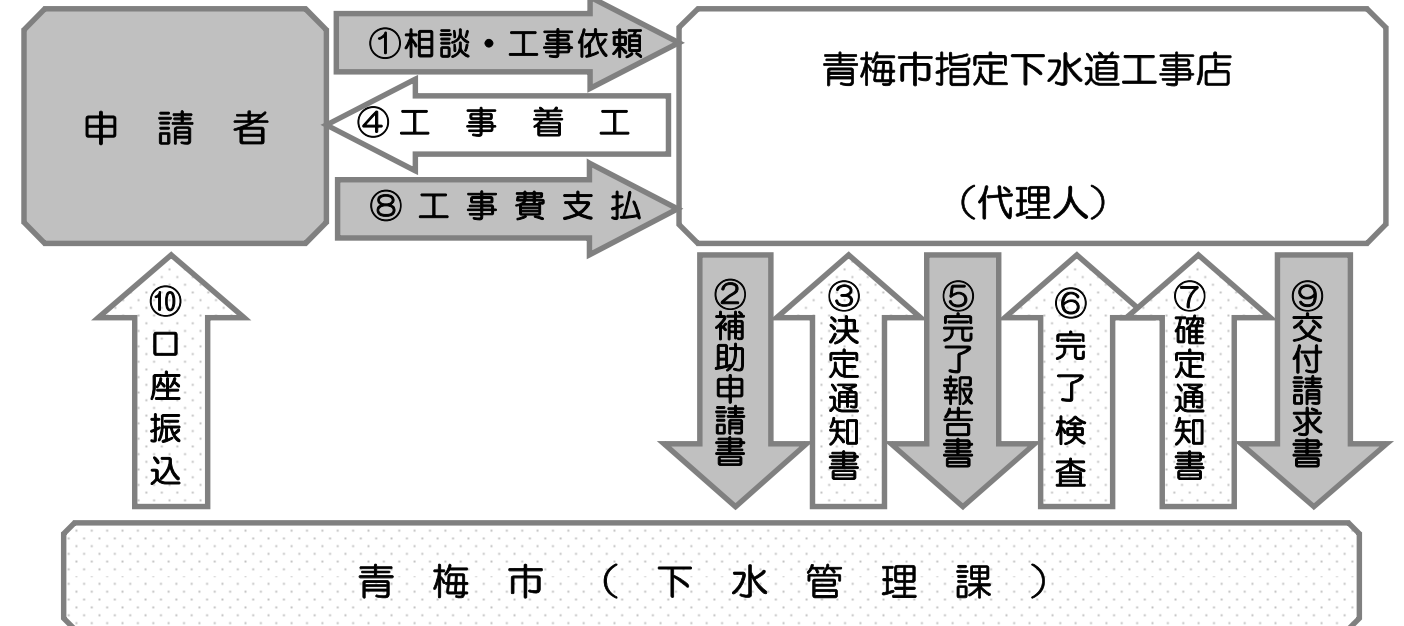 ①相談・工事依頼
申請者
④工事着工
⑧工事費支払
青梅市指定下水道工事店
（代理人）
⑩口座振込
②補助申請書
③決定通知書
⑤完了報告書
⑥完了検査
⑦確定通知書
⑨交付請求書
青梅市（下水管理課）